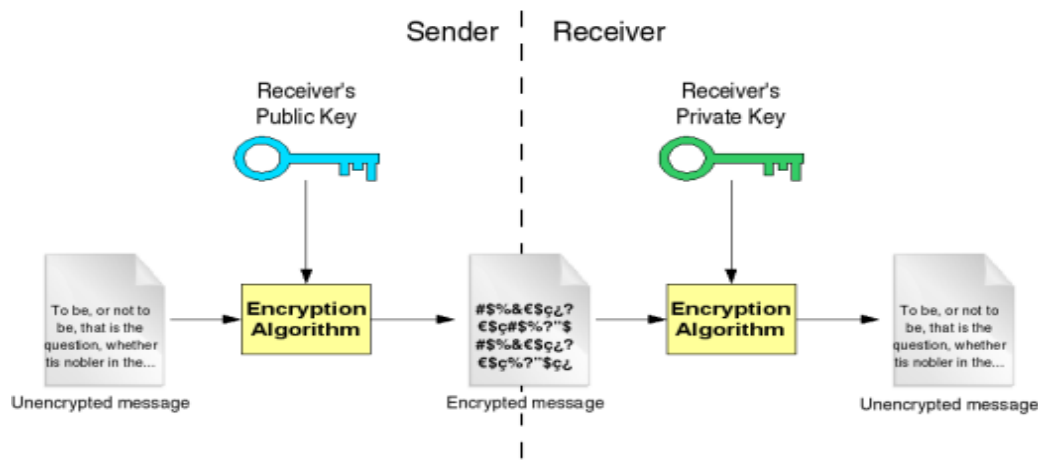 Sender
Receiver
Receiver's
Public Key
Receiver's
Private Key
To be, or not to
be, that is the
question, whether
tis nobler in the...
Encryption
Algorithm
#$%&€$ç¿?
€$ç#$%?"$
#$%&€$ç¿?
€$ç%?"$ç¿
Encryption
Algorithm
To be, or not to
be, that is the
question, whether
tis nobler in the...
Unencrypted message
Encrypted message
Unencrypted message